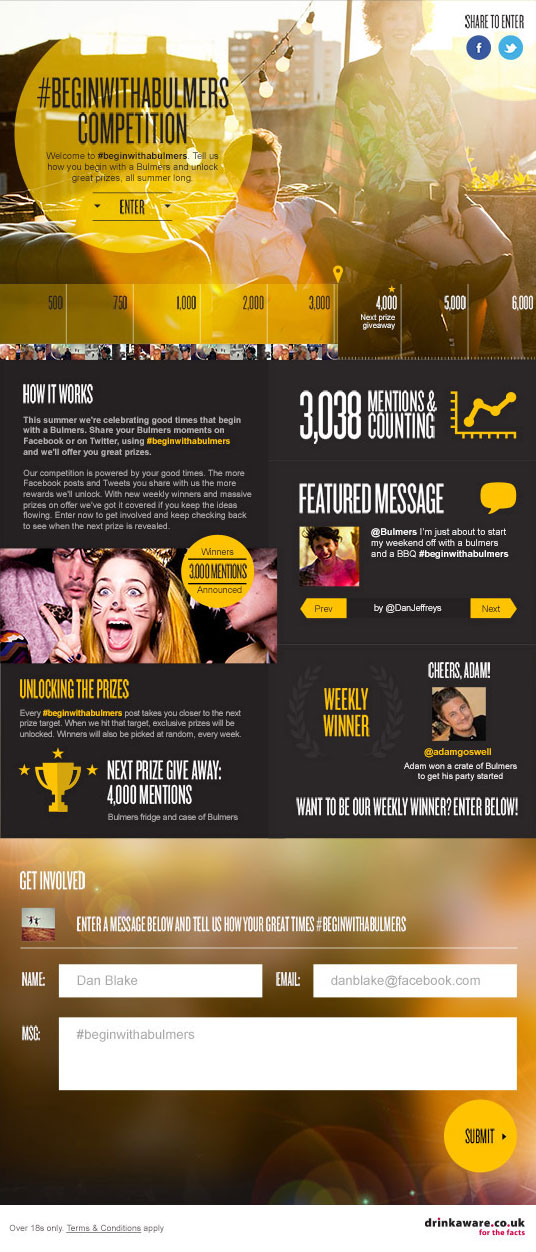 SHARE TO ENTER
#BEGINWITHABULMERS
COMPETITION
Welcome to #beginwithabulmers. Tell us
how you begin with a Bulmers and unlock
great prizes, all summer long.
ENTER
500
750
1,000
2,000
3,000
4,000
5,000
6,000
Next prize
giveaway
HOW IT WORKS
This summer we're celebrating good times that begin
with a Bulmers. Share your Bulmers moments on
Facebook or on Twitter, using #beginwithabulmers
and we'll offer you great prizes.
Our competition is powered by your good times. The more
Facebook posts and Tweets you share with us the more
rewards we'll unlock. With new weekly winners and massive
prizes on offer we've got it covered if you keep the ideas
flowing. Enter now to get involved and keep checking back
to see when the next prize is revealed.
3,038 MENTIONS &
COUNTING
FEATURED MESSAGE
@Bulmers I'm just about to start
my weekend off with a bulmers
and a BBQ #beginwithabulmers
Prev
by @DanJeffreys
Next
Winners
3,000 MENTIONS
Announced
UNLOCKING THE PRIZES
Every #beginwithabulmers post takes you closer to the next
prize target. When we hit that target, exclusive prizes will be
unlocked. Winners will also be picked at random, every week.
NEXT PRIZE GIVE AWAY:
4,000 MENTIONS
Bulmers fridge and case of Bulmers
WEEKLY
WINNER
CHEERS, ADAM!
@adamgoswell
Adam won a crate of Bulmers
to get his party started
WANT TO BE OUR WEEKLY WINNER? ENTER BELOW!
GET INVOLVED
ENTER A MESSAGE BELOW AND TELL US HOW YOUR GREAT TIMES #BEGINWITHABULMERS
NAME:
Dan Blake
EMAIL:
danblake@facebook.com
MSG:
#beginwithabulmers
SUBMIT
Over 18s only. Terms & Conditions apply
drinkaware.co.uk
for the facts